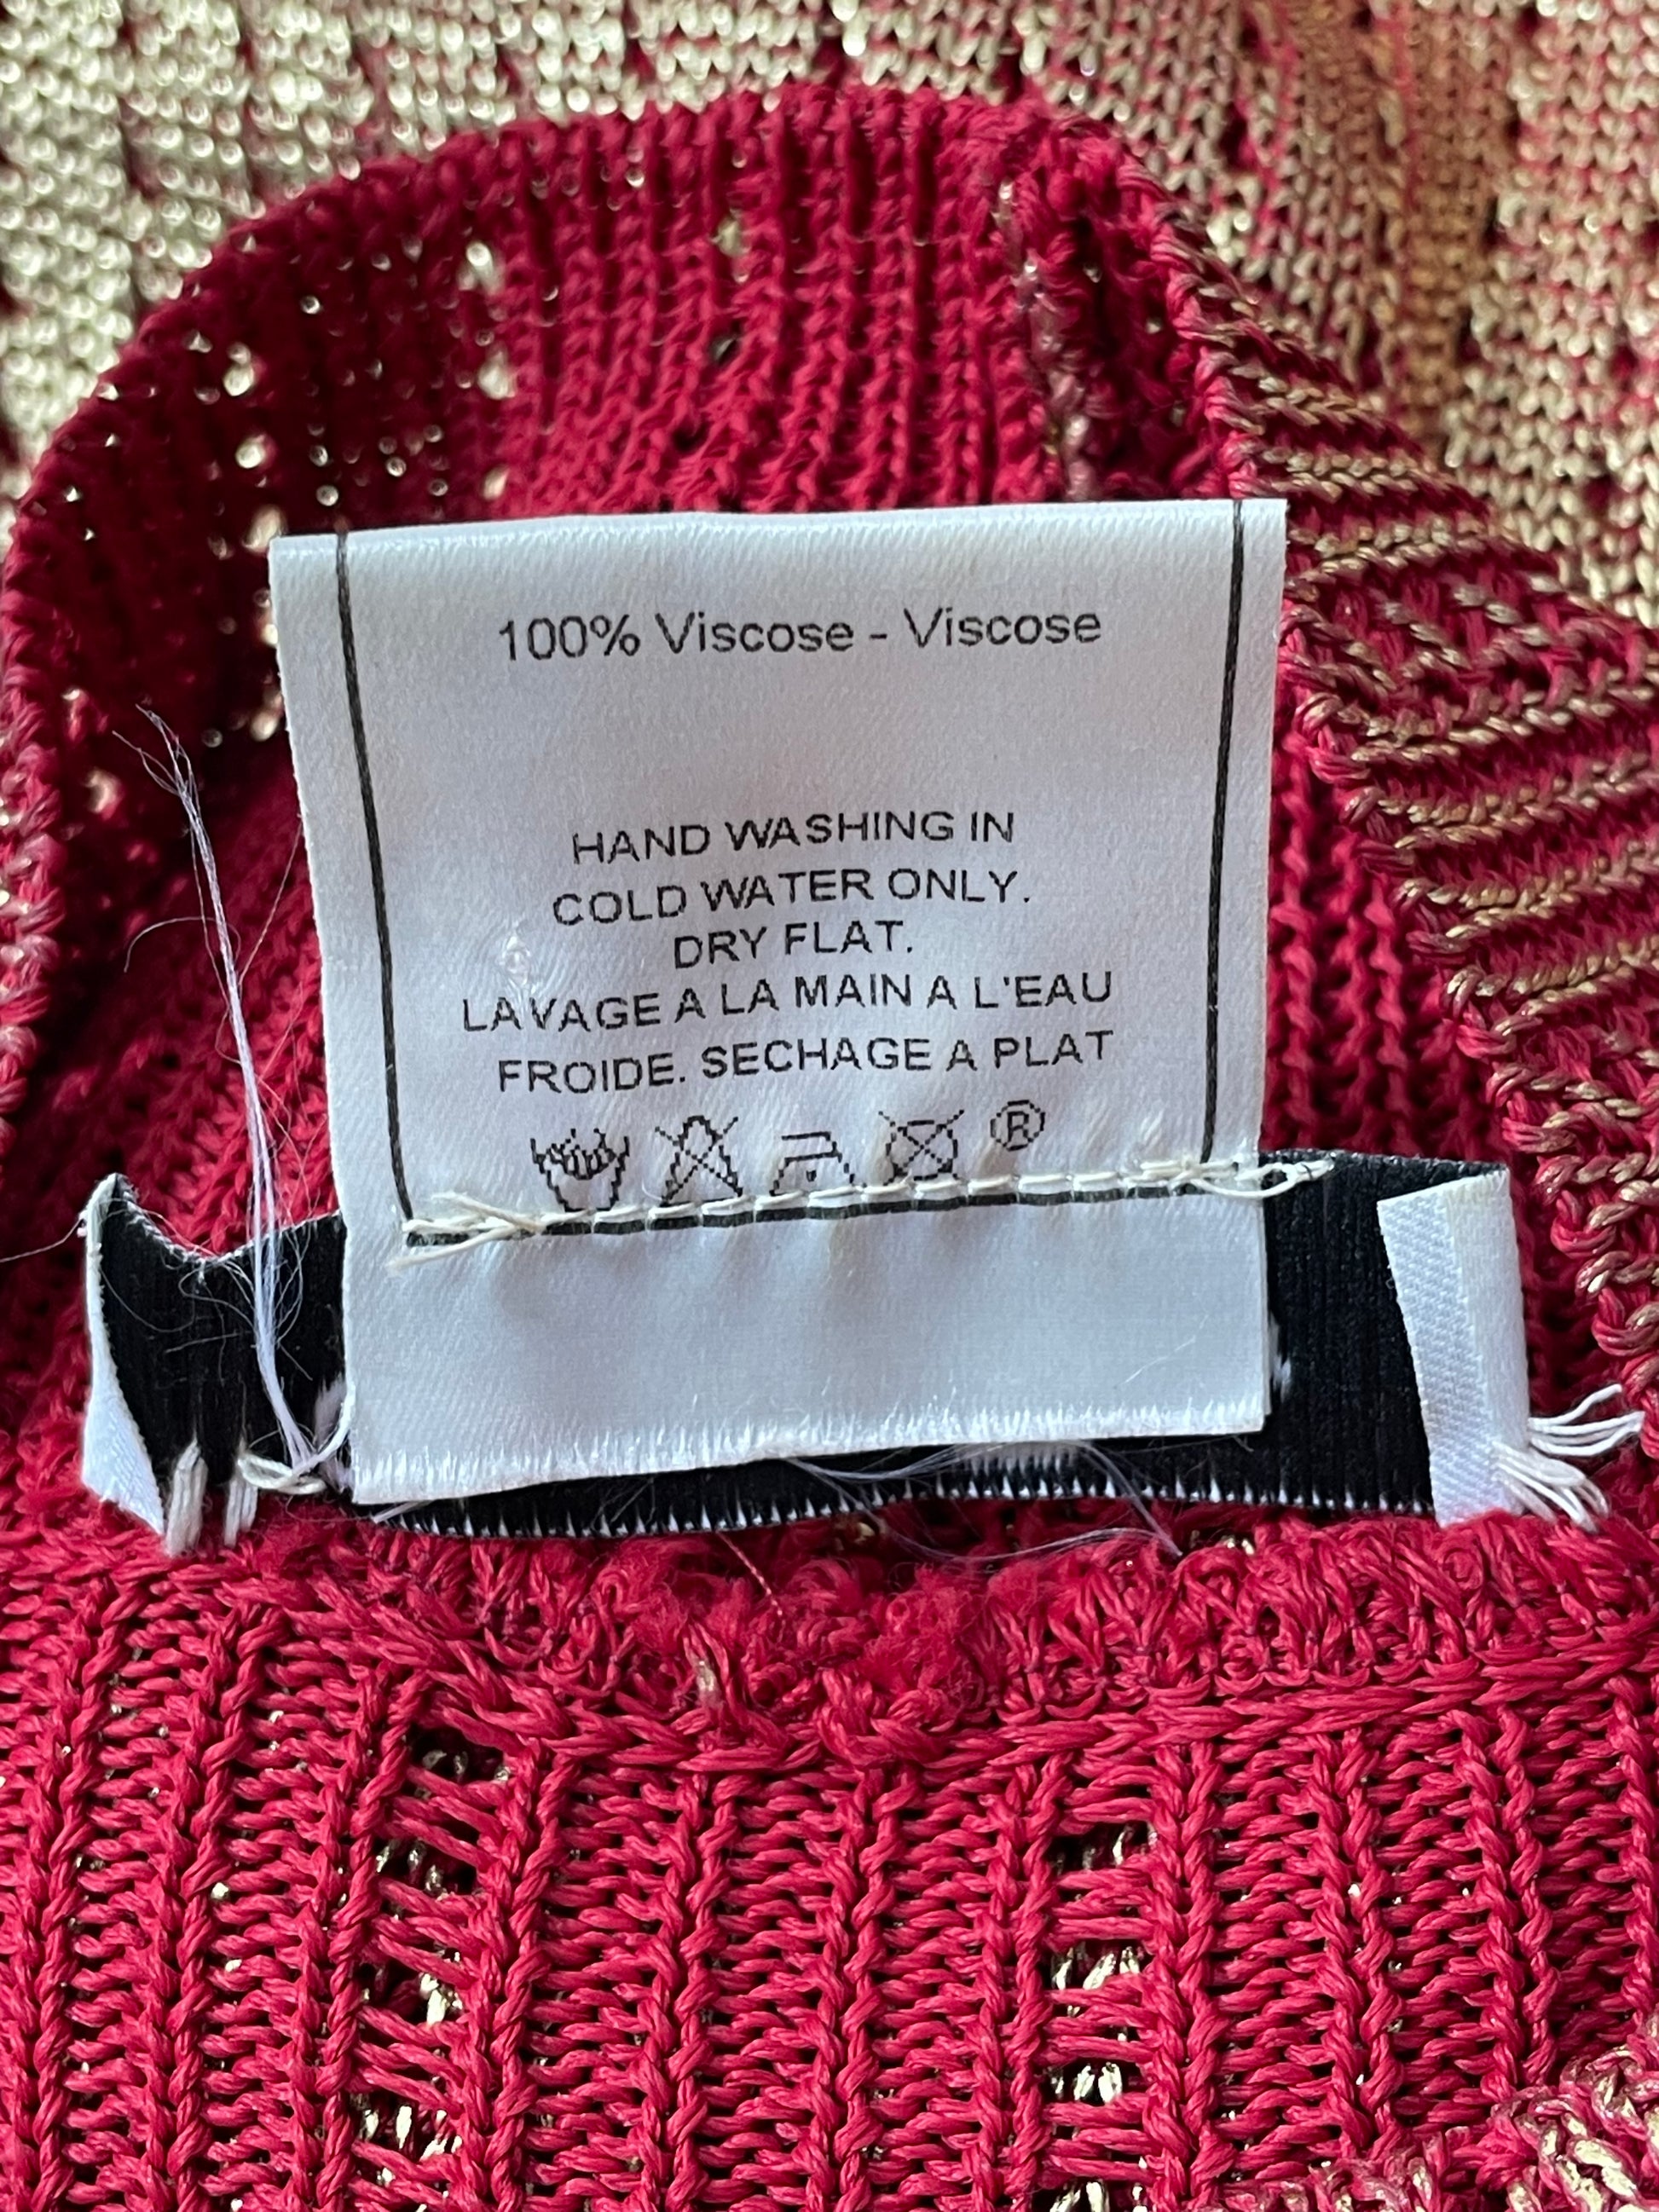 100% Viscose - Viscose
HAND WASHING IN
COLD WATER ONLY.
DRY FLAT.
LAVAGE A LA MAIN A L'EAU
FROIDE. SECHAGE A PLAT
®